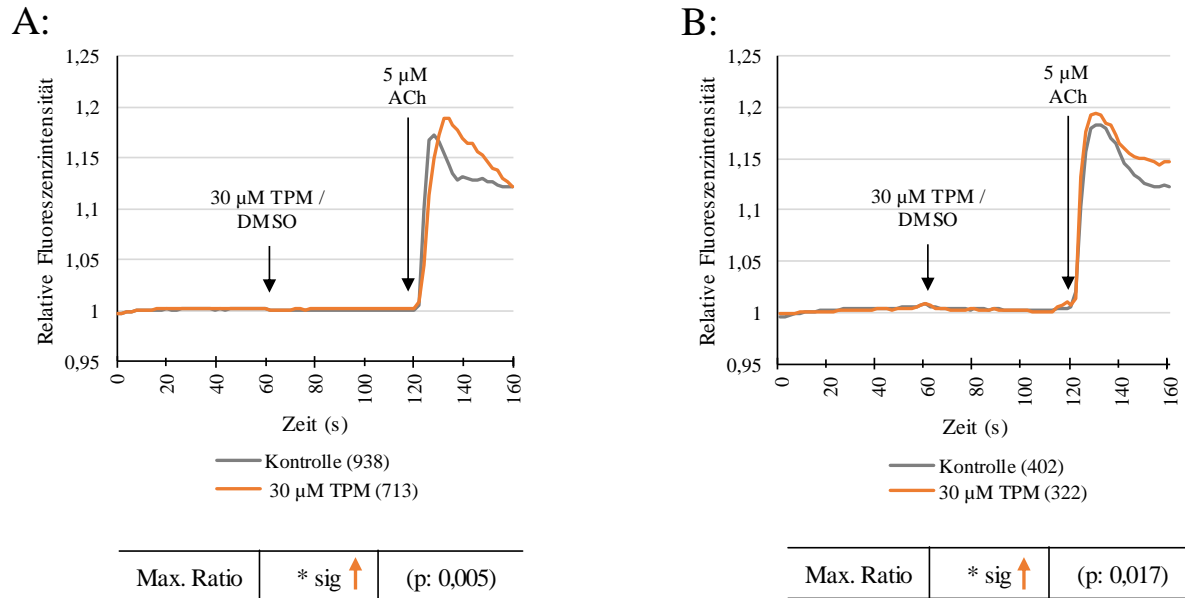 A:
Relative Fluoreszenzintensität
1,25
1,2
1,15
1,1
1,05
1
0,95
5 µM
ACh
30 µM TPM /
DMSO
0
20
40
60
80
100
120
140
160
Zeit (s)
Kontrolle (938)
30 µM TPM (713)
Max. Ratio
* sig
(p: 0,005)
B:
Relative Fluoreszenzintensität
1,25
1,2
1,15
1,1
1,05
1
0,95
5 µM
ACh
30 µM TPM /
DMSO
0
20
40
60
80
100
120
140
160
Zeit (s)
Kontrolle (402)
30 µM TPM (322)
Max. Ratio
* sig
(p: 0,017)